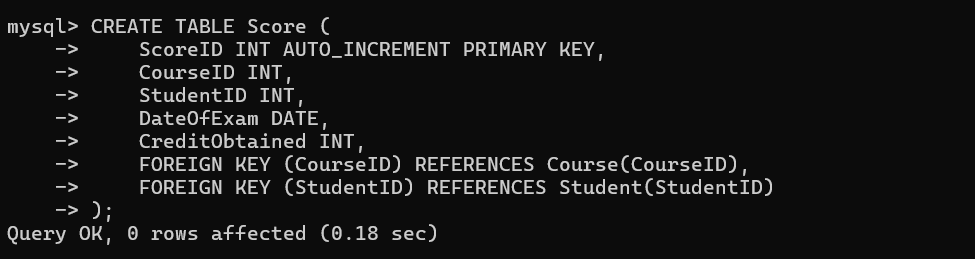 mysql> CREATE TABLE Score (
    ->     ScoreID INT AUTO_INCREMENT PRIMARY KEY,
    ->     CourseID INT,
    ->     StudentID INT,
    ->     DateOfExam DATE,
    ->     CreditObtained INT,
    ->     FOREIGN KEY (CourseID) REFERENCES Course(CourseID),
    ->     FOREIGN KEY (StudentID) REFERENCES Student(StudentID)
    -> );
Query OK, 0 rows affected (0.18 sec)